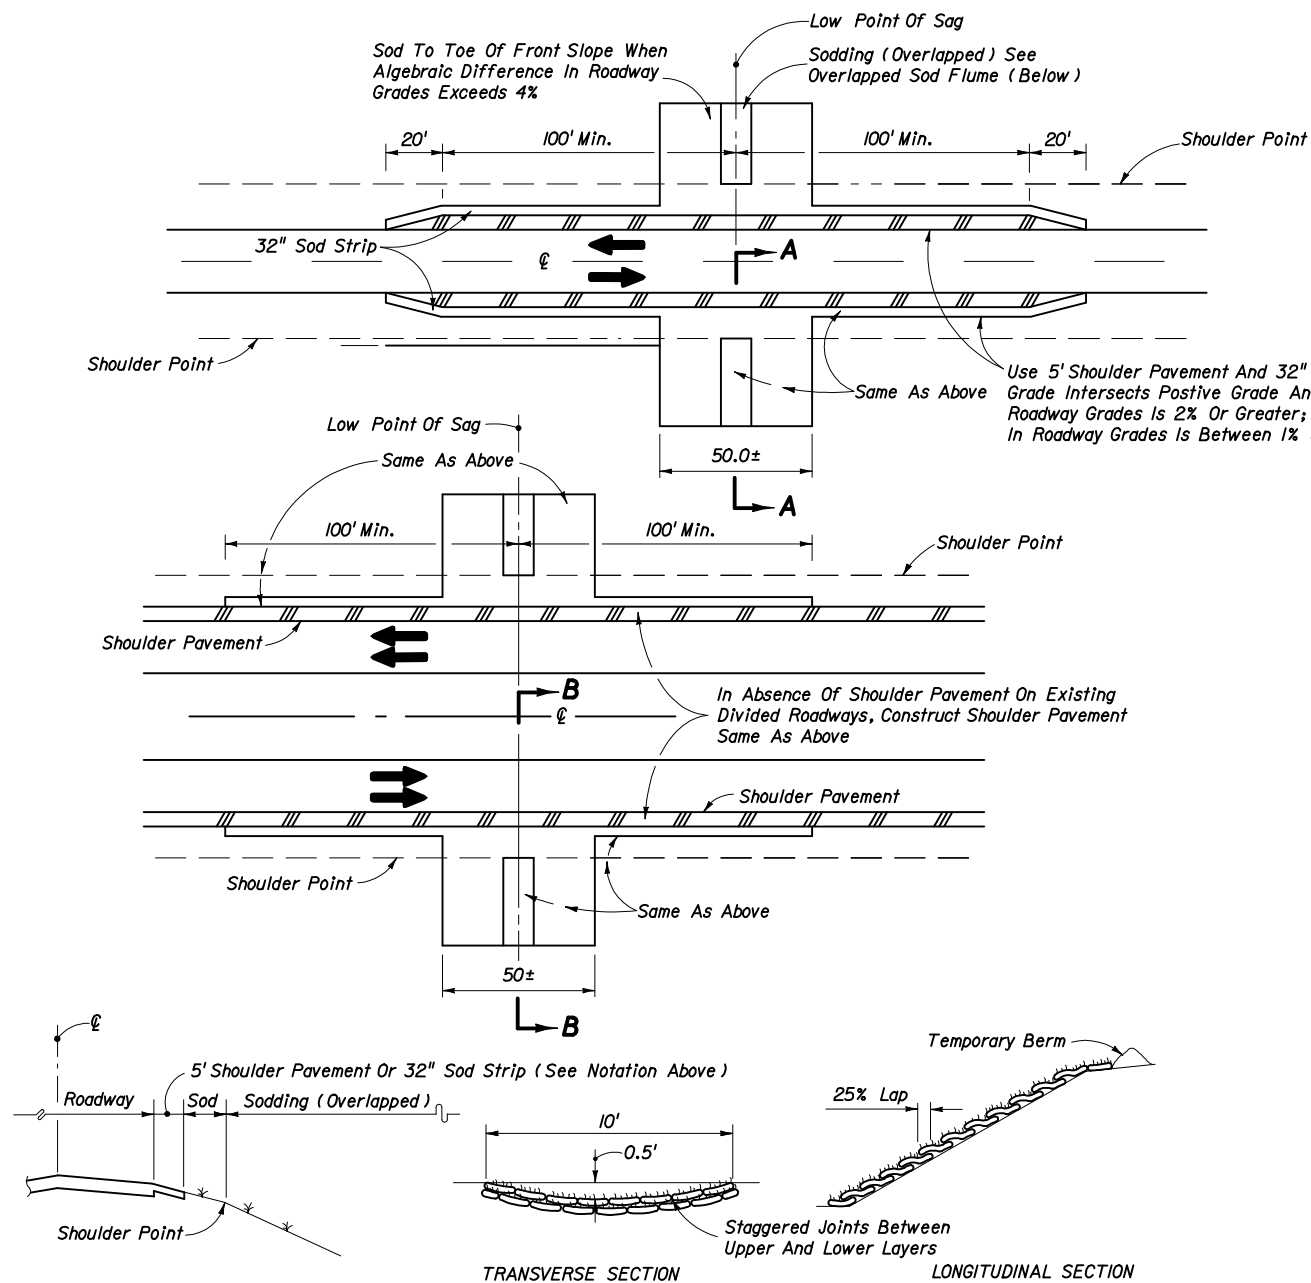 Low Point Of Sag
Sod To Toe Of Front Slope When
Algebraic Difference In Roadway
Grades Exceeds 4%
Sodding (Overlapped) See
Overlapped Sod Flume (Below)
20'
100' Min.
100' Min.
20'
Shoulder Point
32" Sod Strip
℄
A
Shoulder Point
Same As Above
Use 5' Shoulder Pavement And 32"
Grade Intersects Postive Grade An
Roadway Grades Is 2% Or Greater;
In Roadway Grades Is Between 1%
50.0±
A
Low Point Of Sag
Same As Above
100' Min.
100' Min.
Shoulder Point
Shoulder Pavement
B
℄
In Absence Of Shoulder Pavement On Existing
Divided Roadways, Construct Shoulder Pavement
Same As Above
Shoulder Pavement
Shoulder Point
Same As Above
50±
B
℄
5' Shoulder Pavement Or 32" Sod Strip (See Notation Above)
Roadway
Sod
Sodding (Overlapped)
Shoulder Point
10'
0.5'
Staggered Joints Between
Upper And Lower Layers
TRANSVERSE SECTION
Temporary Berm
25% Lap
LONGITUDINAL SECTION